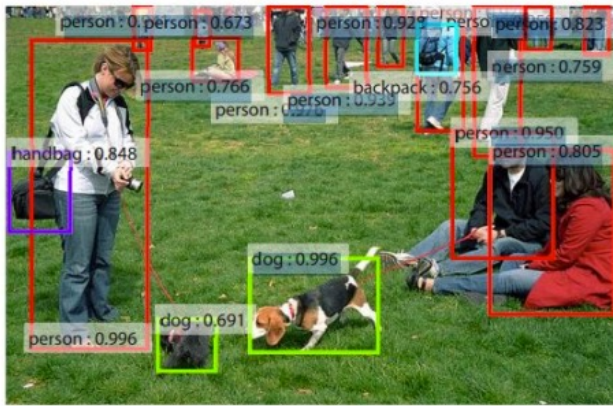 person : 0.673
person : 0.928
person : 0.823
person : 0.766
person : 0.759
backpack : 0.756
person : 0.939
person : 0.976
person : 0.950
handbag : 0.848
person : 0.805
dog : 0.996
dog : 0.691
person : 0.996